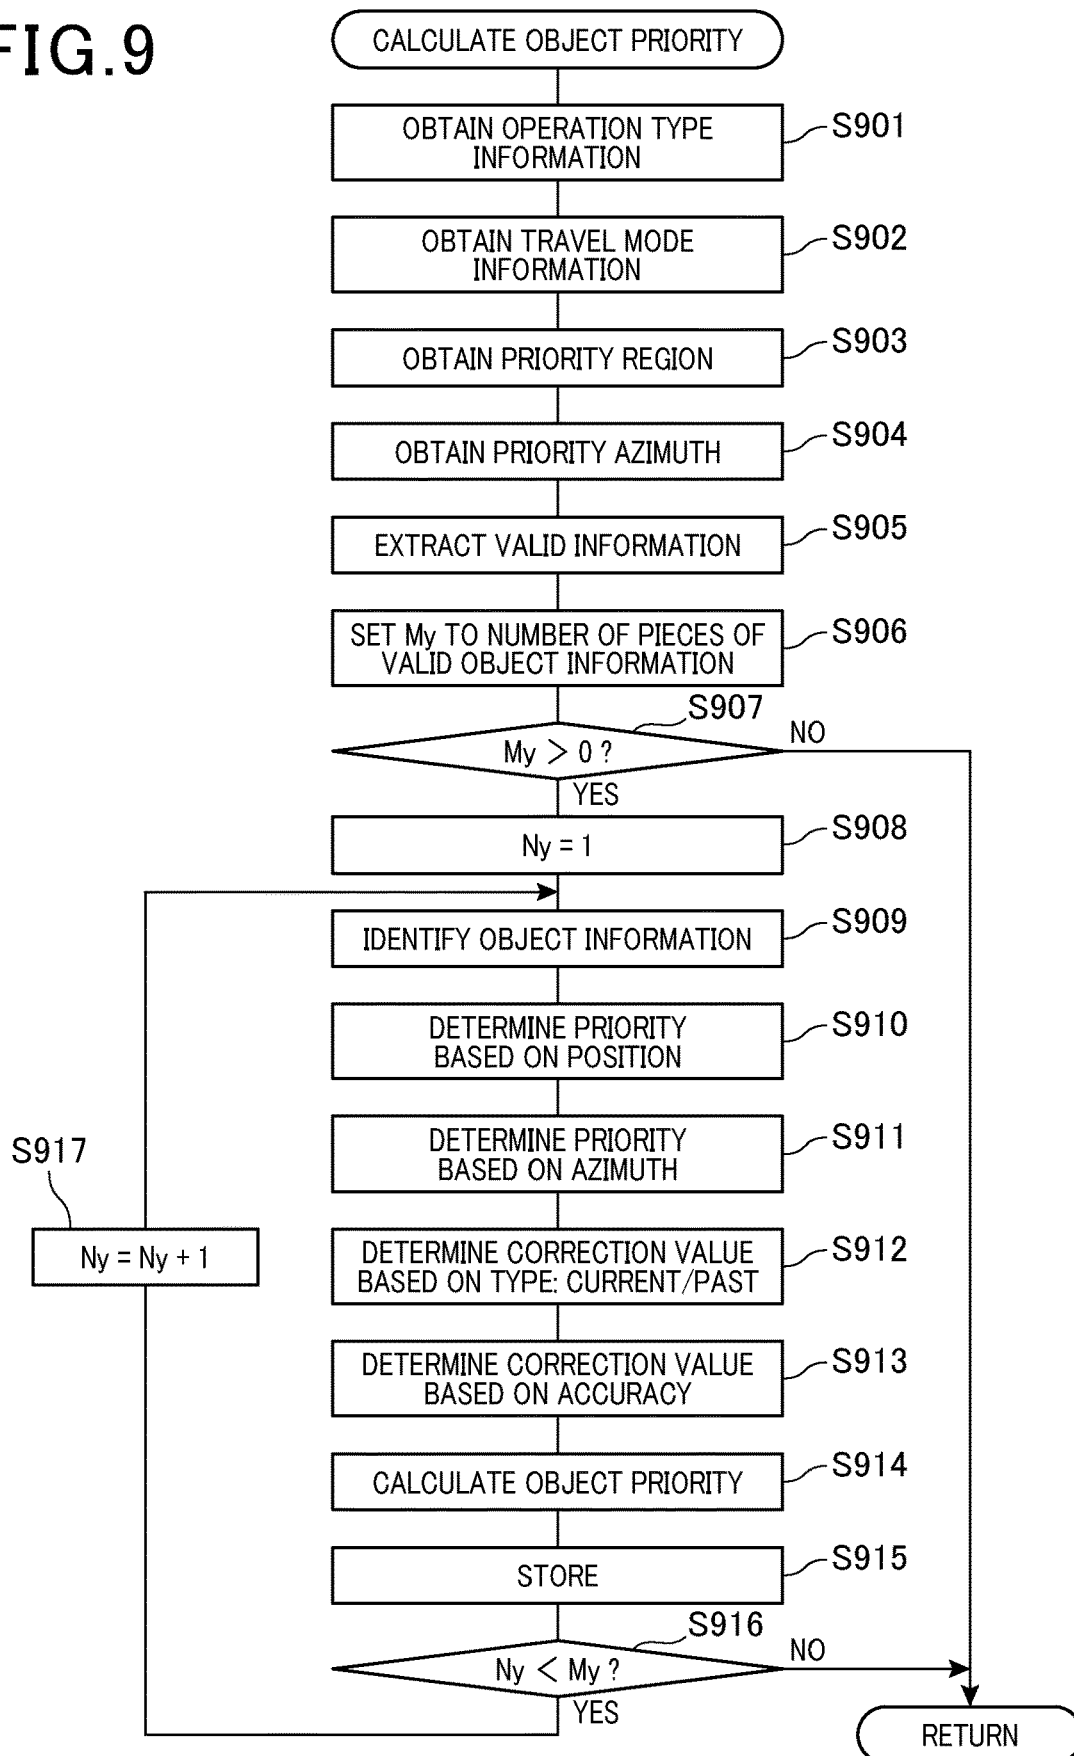 FIG.9
CALCULATE OBJECT PRIORITY
OBTAIN OPERATION TYPE
INFORMATION
S901
OBTAIN TRAVEL MODE
INFORMATION
S902
OBTAIN PRIORITY REGION
S903
OBTAIN PRIORITY AZIMUTH
S904
EXTRACT VALID INFORMATION
S905
SET My TO NUMBER OF PIECES OF
VALID OBJECT INFORMATION
S906
S907
My > 0 ?
NO
YES
Ny = 1
S908
IDENTIFY OBJECT INFORMATION
S909
DETERMINE PRIORITY
BASED ON POSITION
S910
DETERMINE PRIORITY
BASED ON AZIMUTH
S911
S917
Ny = Ny + 1
DETERMINE CORRECTION VALUE
BASED ON TYPE: CURRENT/PAST
S912
DETERMINE CORRECTION VALUE
BASED ON ACCURACY
S913
CALCULATE OBJECT PRIORITY
S914
STORE
S915
S916
Ny < My ?
NO
YES
RETURN